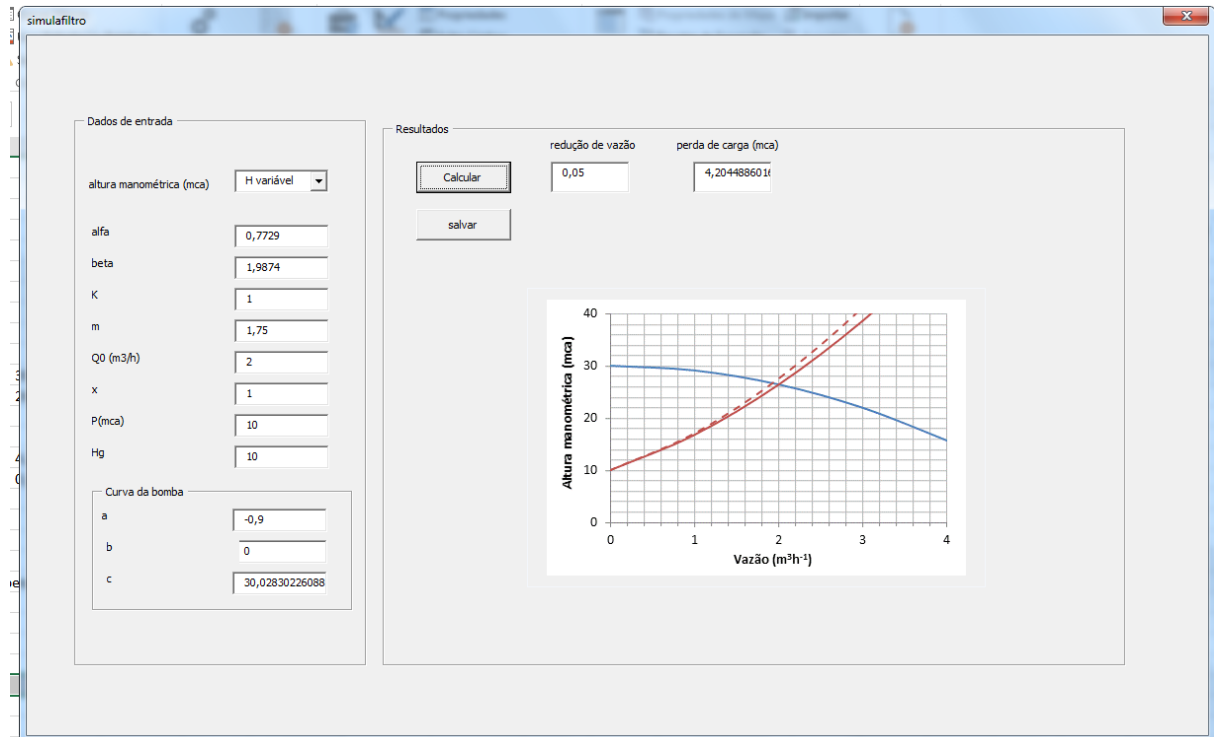 simulafiltro
Dados de entrada
altura manométrica (mca)
H variável
alfa
0,7729
beta
1,9874
K
1
m
1,75
Q0 (m3/h)
2
x
1
P(mca)
10
Hg
10
Curva da bomba
a
-0,9
b
0
c
30,02830226088
Resultados
redução de vazão
perda de carga (mca)
Calcular
0,05
salvar
Altura manométrica (mca)
40
30
20
10
0
0 1 2 3 4
Vazão (m³h⁻¹)